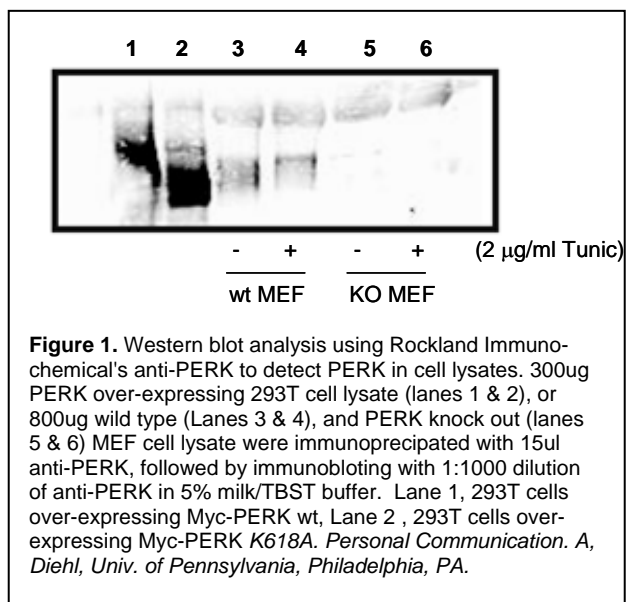 1 2 3 4 5 6
- + - + (2 µg/ml Tunic)
wt MEF KO MEF
Figure 1. Western blot analysis using Rockland Immuno-
chemical's anti-PERK to detect PERK in cell lysates. 300ug
PERK over-expressing 293T cell lysate (lanes 1 & 2), or
800ug wild type (Lanes 3 & 4), and PERK knock out (lanes
5 & 6) MEF cell lysate were immunoprecipated with 15ul
anti-PERK, followed by immunobloting with 1:1000 dilution
of anti-PERK in 5% milk/TBST buffer. Lane 1, 293T cells
over-expressing Myc-PERK wt, Lane 2 , 293T cells over-
expressing Myc-PERK K618A. Personal Communication. A,
Diehl, Univ. of Pennsylvania, Philadelphia, PA.